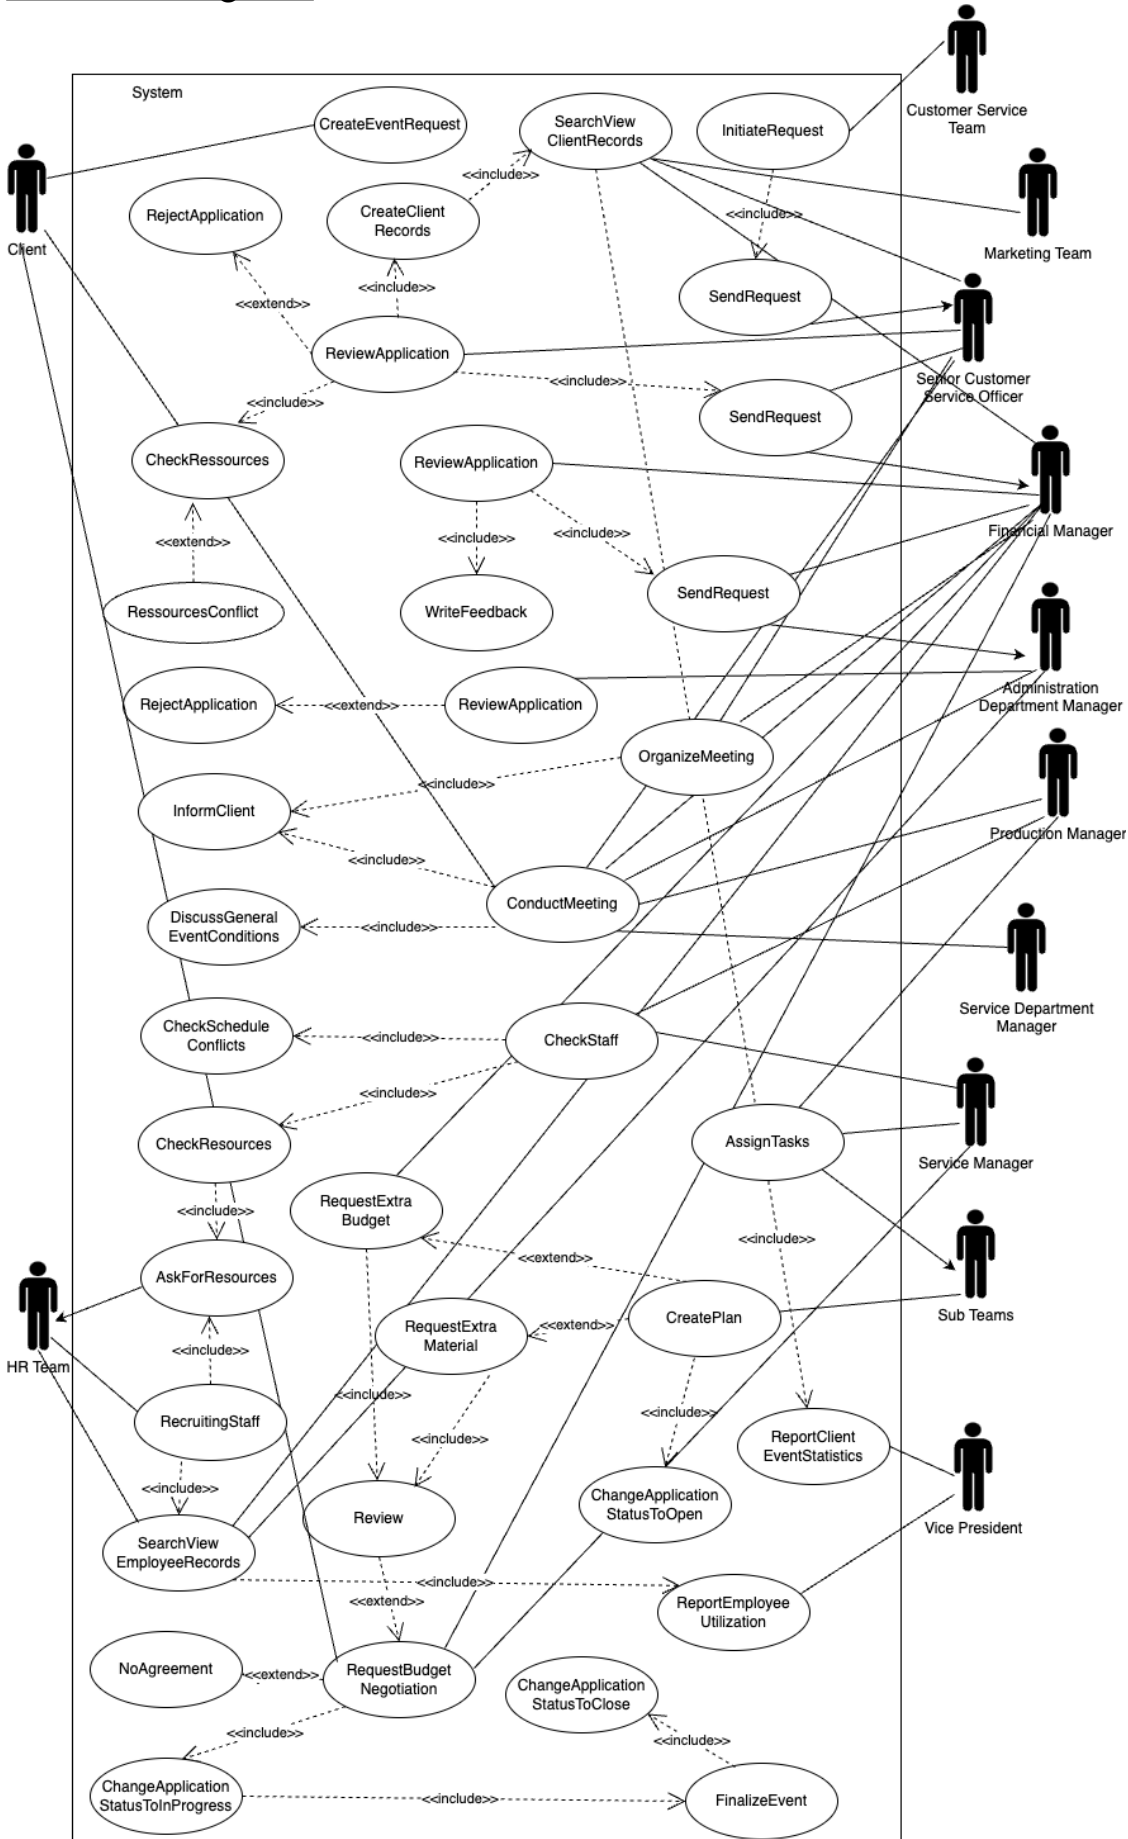 System
CreateEventRequest
SearchView
ClientRecords
InitiateRequest
Customer Service
Team
<<include>>
RejectApplication
CreateClient
Records
<<include>>
Client
Marketing Team
<<include>>
<<extend>>
SendRequest
ReviewApplication
Senior Customer
Service Officer
<<include>>
<<include>>
SendRequest
CheckRessources
ReviewApplication
<<extend>>
<<include>>
<<include>>
Financial Manager
RessourcesConflict
WriteFeedback
SendRequest
Administration
Department Manager
RejectApplication
<<extend>>
ReviewApplication
OrganizeMeeting
<<include>>
InformClient
Production Manager
<<include>>
ConductMeeting
DiscussGeneral
EventConditions
<<include>>
Service Department
Manager
CheckSchedule
Conflicts
<<include>>
CheckStaff
<<include>>
CheckResources
AssignTasks
Service Manager
<<include>>
RequestExtra
Budget
<<include>>
<<extend>>
AskForResources
CreatePlan
Sub Teams
RequestExtra
Material
<<extend>>
HR Team
<<include>>
<<include>>
<<include>>
RecruitingStaff
<<include>>
ReportClient
EventStatistics
<<include>>
ChangeApplication
StatusToOpen
Review
Vice President
SearchView
EmployeeRecords
<<include>>
<<extend>>
ReportEmployee
Utilization
NoAgreement
<<extend>>
RequestBudget
Negotiation
ChangeApplication
StatusToClose
<<include>>
<<include>>
ChangeApplication
StatusToInProgress
<<include>>
FinalizeEvent